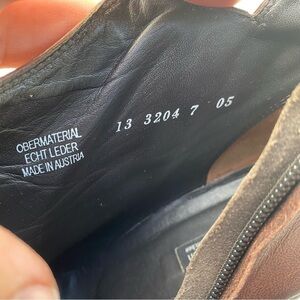 OBERMATERIAL
ECHT LEDER
MADE IN AUSTRIA
13 3204 7 05